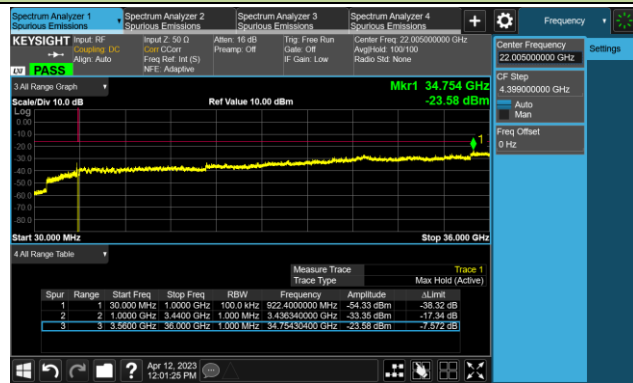 Spectrum Analyzer 1
Spurious Emissions
Spectrum Analyzer 2
Spurious Emissions
Spectrum Analyzer 3
Spurious Emissions
Spectrum Analyzer 4
Spurious Emissions
+
Frequency
KEYSIGHT
Input: RF
Coupling: DC
Align: Auto
Input Z: 50 Ω
Corr CCorr
Freq Ref: Int (S)
NFE: Adaptive
Atten: 16 dB
Preamp: Off
Trig: Free Run
Gate: Off
IF Gain: Low
Center Freq: 22.005000000 GHz
Avg|Hold: 100/100
Radio Std: None
LXI PASS
3 All Range Graph
Mkr1 34.754 GHz
-23.58 dBm
Scale/Div 10.0 dB
Ref Value 10.00 dBm
Log
0.00
-10.0
-20.0
-30.0
-40.0
-50.0
-60.0
-70.0
-80.0
1
Start 30.000 MHz
Stop 36.000 GHz
4 All Range Table
Measure Trace Trace 1
Trace Type Max Hold (Active)
Spur Range Start Freq Stop Freq RBW Frequency Amplitude ΔLimit
1 1 30.000 MHz 1.0000 GHz 100.0 kHz 922.4000000 MHz -54.33 dBm -38.32 dB
2 2 1.0000 GHz 3.4400 GHz 1.000 MHz 3.436340000 GHz -33.35 dBm -17.34 dB
3 3 3.5600 GHz 36.000 GHz 1.000 MHz 34.75430400 GHz -23.58 dBm -7.572 dB
?
Apr 12, 2023
12:01:25 PM
Center Frequency
22.005000000 GHz
Settings
CF Step
4.399000000 GHz
Auto
Man
Freq Offset
0 Hz